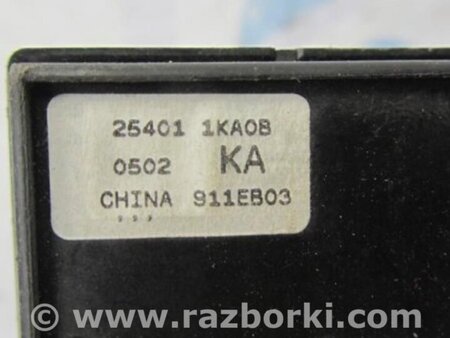 25401 1KA0B
0502 KA
CHINA 911EB03
© www.razborki.com